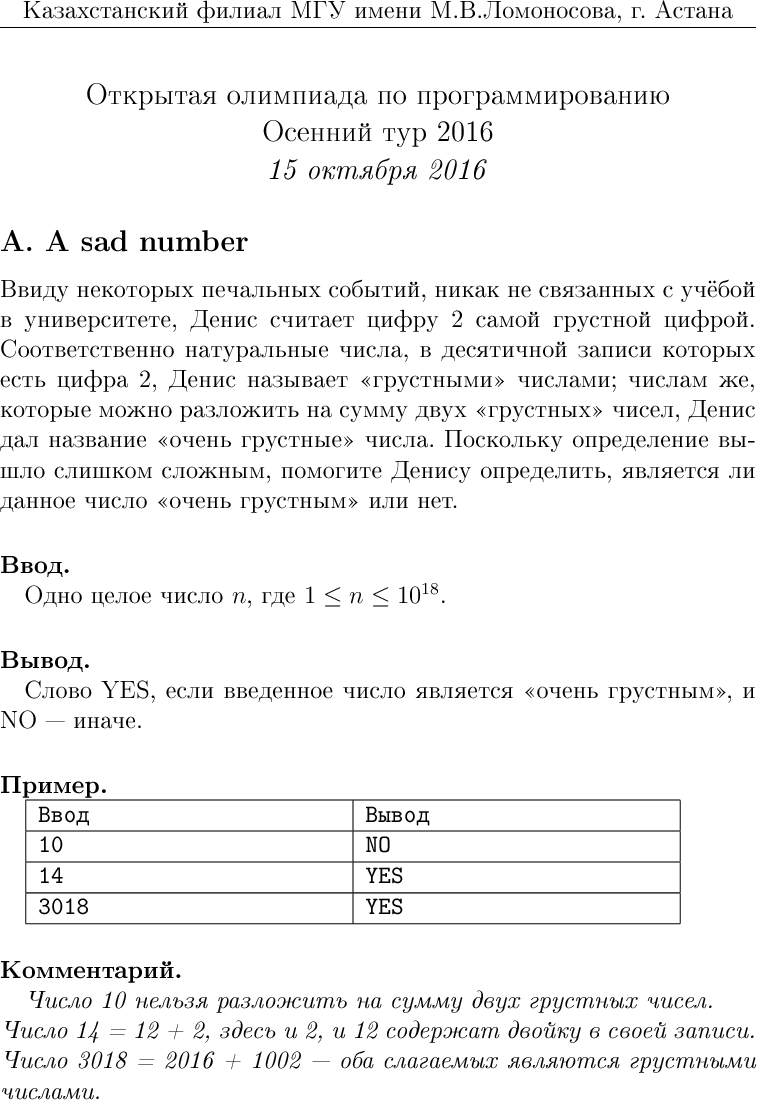 Казахстанский филиал МГУ имени М.В.Ломоносова, г. Астана
Открытая олимпиада по программированию
Осенний тур 2016
15 октября 2016
A. A sad number
Ввиду некоторых печальных событий, никак не связанных с учёбой
в университете, Денис считает цифру 2 самой грустной цифрой.
Соответственно натуральные числа, в десятичной записи которых
есть цифра 2, Денис называет «грустными» числами; числам же,
которые можно разложить на сумму двух «грустных» чисел, Денис
дал название «очень грустные» числа. Поскольку определение вы-
шло слишком сложным, помогите Денису определить, является ли
данное число «очень грустным» или нет.
Ввод.
Одно целое число n, где 1 ≤ n ≤ 10^18.
Вывод.
Слово YES, если введенное число является «очень грустным», и
NO — иначе.
Пример.
Ввод Вывод
10 NO
14 YES
3018 YES
Комментарий.
Число 10 нельзя разложить на сумму двух грустных чисел.
Число 14 = 12 + 2, здесь и 2, и 12 содержат двойку в своей записи.
Число 3018 = 2016 + 1002 — оба слагаемых являются грустными
числами.